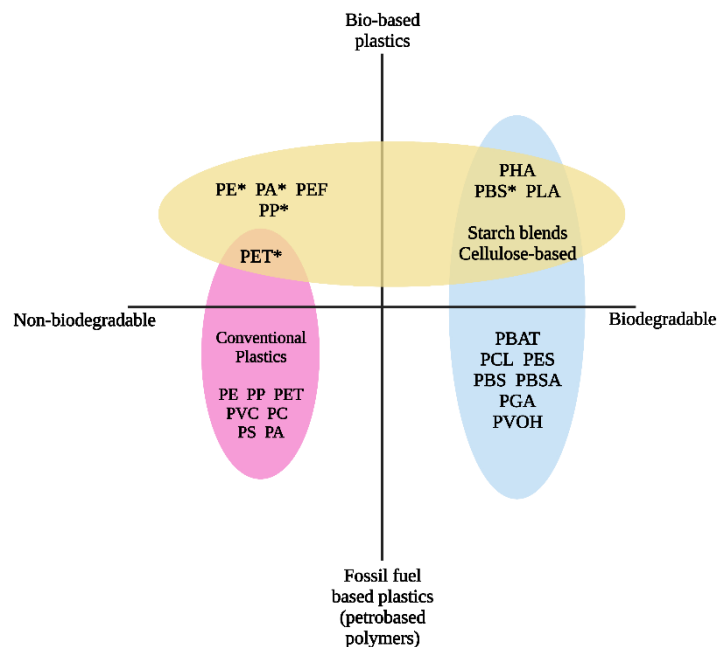 Bio-based
plastics
PE* PA* PEF
PP*
PHA
PBS* PLA
Starch blends
Cellulose-based
PET*
Non-biodegradable
Biodegradable
Conventional
Plastics
PE PP PET
PVC PC
PS PA
PBAT
PCL PES
PBS PBSA
PGA
PVOH
Fossil fuel
based plastics
(petrobased
polymers)